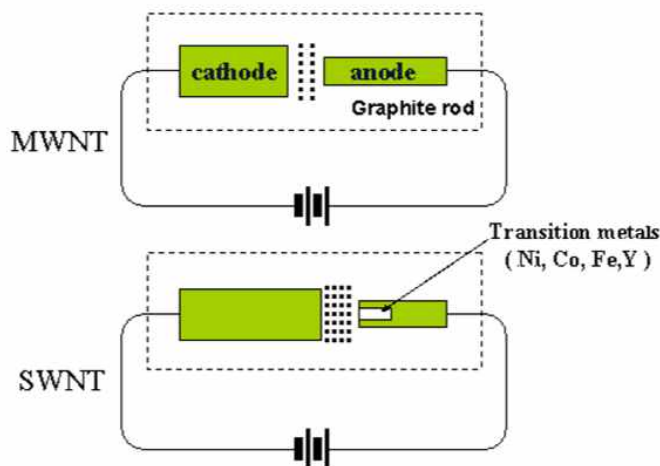 cathode
anode
Graphite rod
MWNT
Transition metals
( Ni, Co, Fe,Y )
SWNT